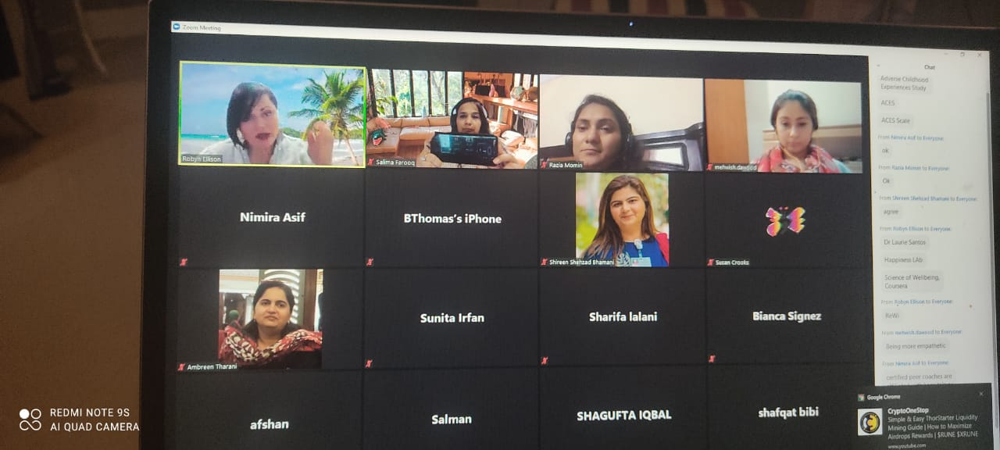 Zoom Meeting
Robyn Ellison
Salima Farooq
Razia Momin
mehwish.dawood
Nimira Asif
BThomas's iPhone
Shireen Shehzad Bhamani
Susan Crooks
Ambreen Tharani
Sunita Irfan
Sharifa lalani
Bianca Signez
afshan
Salman
SHAGUFTA IQBAL
shafqat bibi
Chat
Adverse Childhood
Experiences Study
ACES
ACES Scale
From Nimira Asif to Everyone:
ok
From Razia Momin to Everyone:
Ok
From Shireen Shehzad Bhamani to Everyone:
agree
From Robyn Ellison to Everyone:
Dr Laurie Santos
Happiness LAb
Science of Wellbeing,
Coursera
From Robyn Ellison to Everyone:
ReWi
From mehwish.dawood to Everyone:
Being more empathetic
From Nimira Asif to Everyone:
certified peer coaches are
Google Chrome
CryptoOneStop
Simple & Easy ThorStarter Liquidity
Mining Guide | How to Maximize
Airdrops Rewards | $RUNE $XRUNE
www.youtube.com
REDMI NOTE 9S
AI QUAD CAMERA